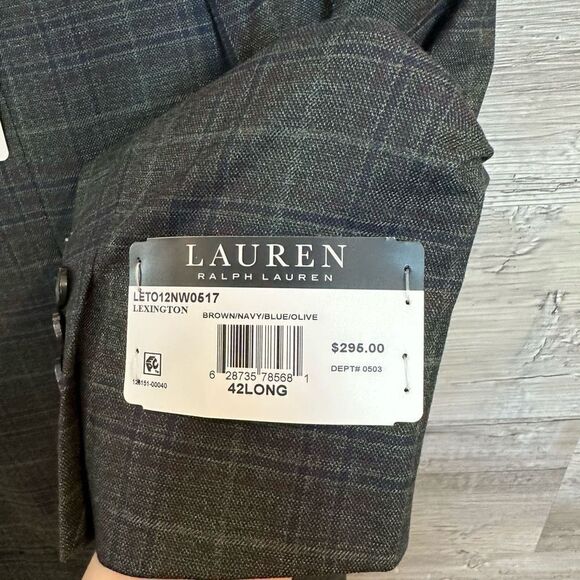 LAUREN
RALPH LAUREN
LETO12NW0517
LEXINGTON
BROWN/NAVY/BLUE/OLIVE
$295.00
6 28735 78568 1
DEPT# 0503
42LONG